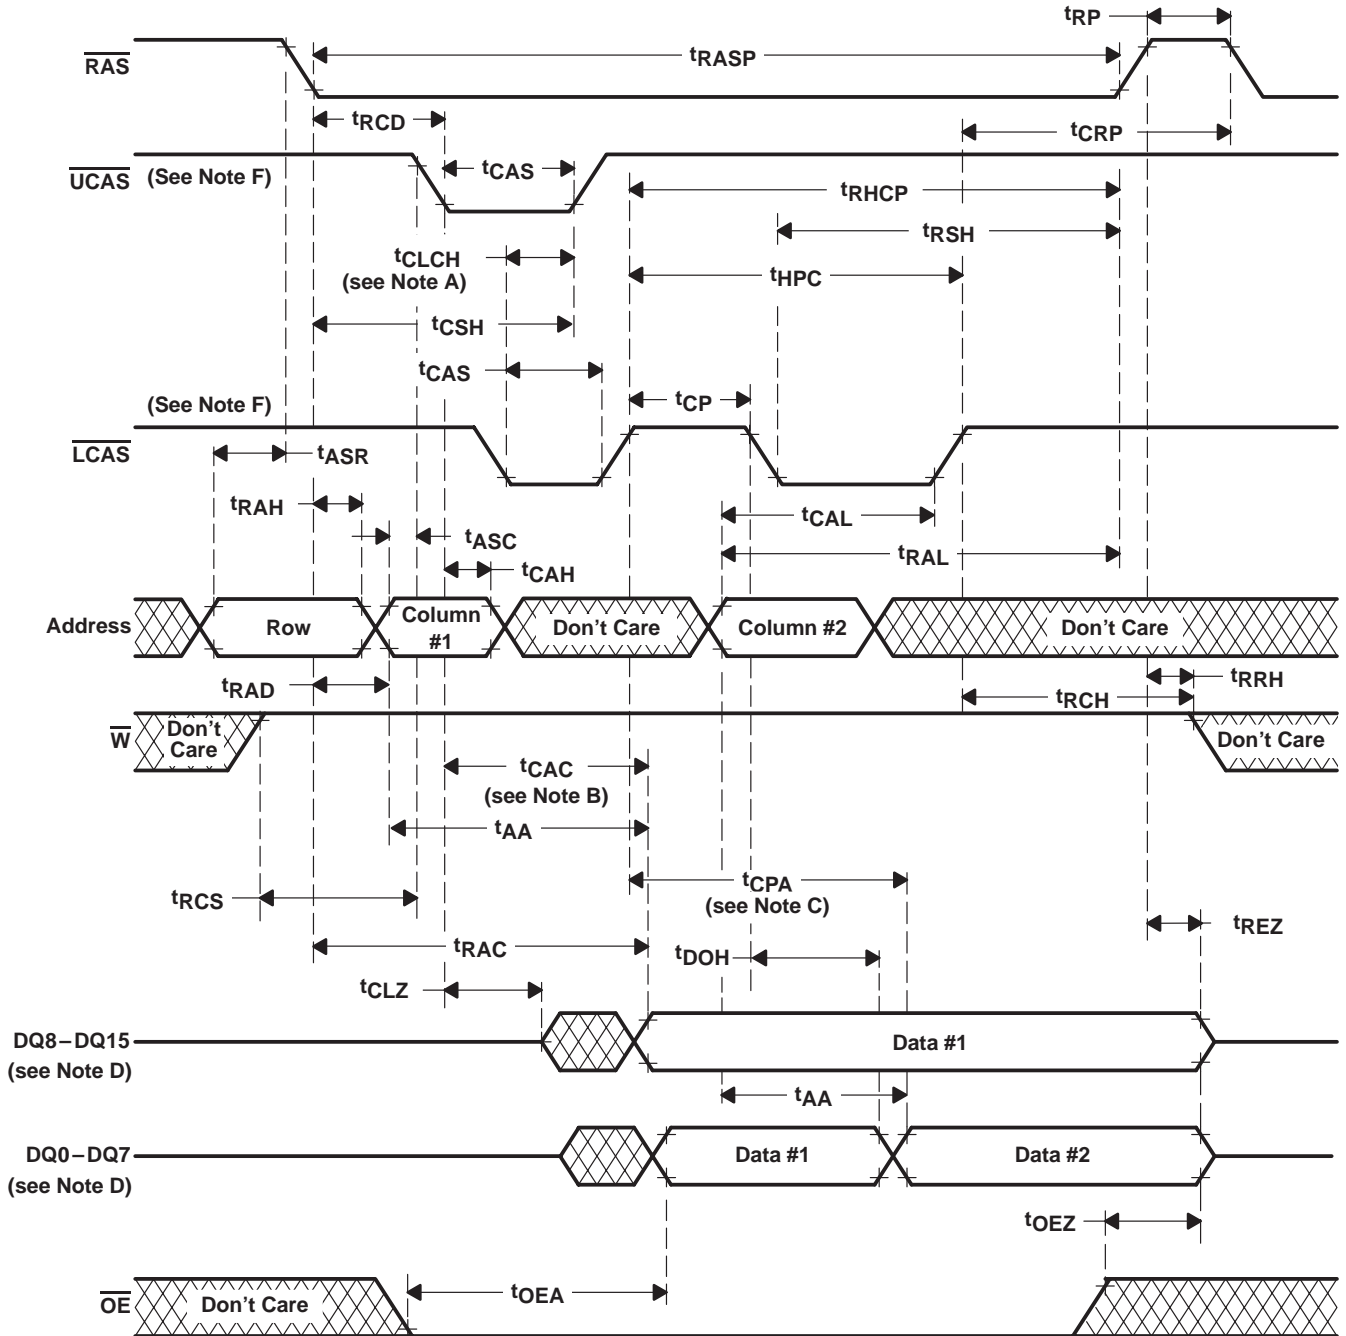 tRP
RAS
tRASP
tRCD
tCRP
UCAS (See Note F)
tCAS
tRHCP
tRSH
tCLCH
(see Note A)
tHPC
tCSH
tCAS
(See Note F)
tCP
LCAS
tASR
tRAH
tCAL
tASC
tRAL
tCAH
Address
Row
Column
#1
Don't Care
Column #2
Don't Care
tRAD
tRCH
tRRH
W
Don't
Care
Don't Care
tCAC
(see Note B)
tAA
tRCS
tCPA
(see Note C)
tREZ
tRAC
tDOH
tCLZ
DQ8–DQ15
(see Note D)
Data #1
tAA
DQ0–DQ7
(see Note D)
Data #1
Data #2
tOEZ
tOEA
OE
Don't Care